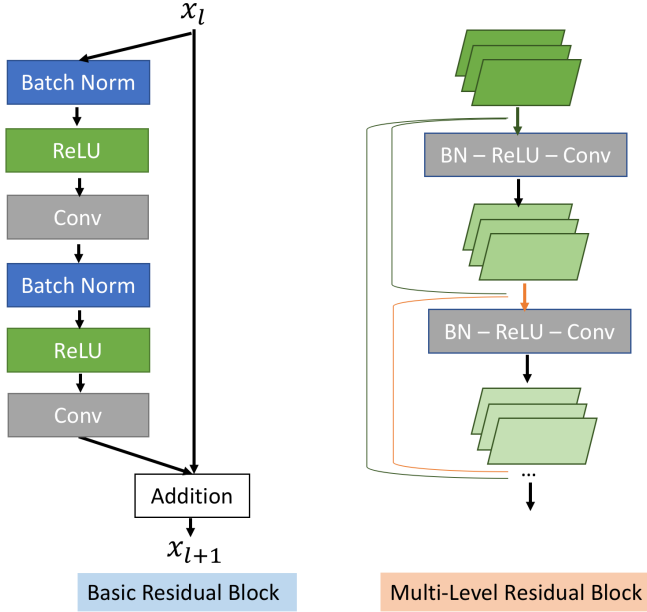 x_l
Batch Norm
ReLU
Conv
Batch Norm
ReLU
Conv
Addition
x_{l+1}
Basic Residual Block
BN – ReLU – Conv
BN – ReLU – Conv
...
Multi-Level Residual Block